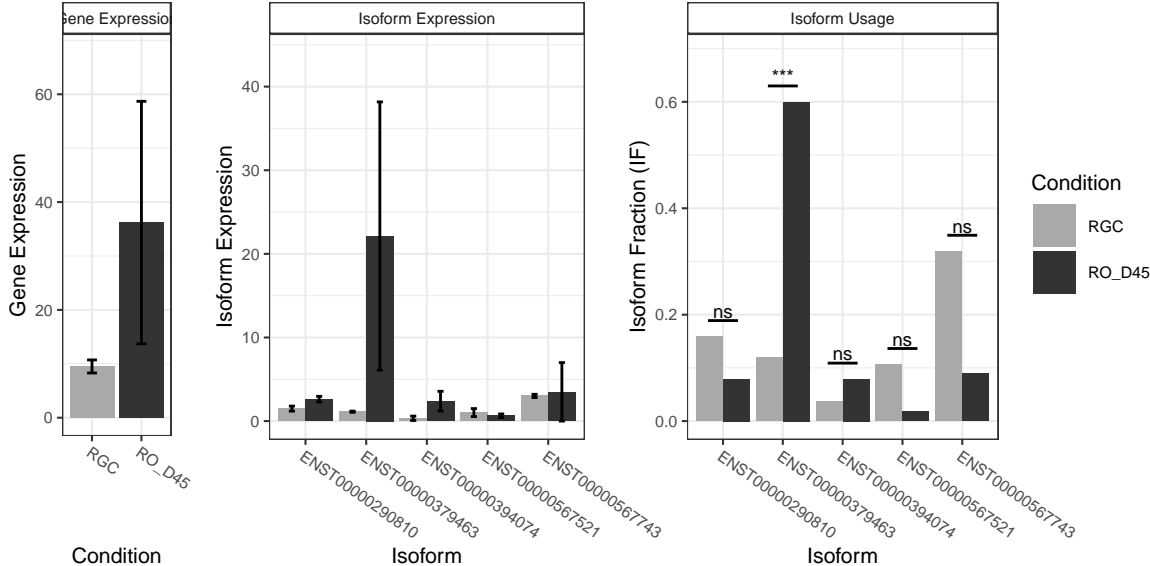 Gene Expression
Isoform Expression
Isoform Usage
Gene Expression
60
40
20
0
RGC
RO_D45
Condition
Isoform Expression
40
30
20
10
0
ENST00000290810
ENST00000379463
ENST00000394074
ENST00000567521
ENST00000567743
Isoform
Isoform Fraction (IF)
0.6
0.4
0.2
0.0
ns
***
ns
ns
ns
ENST00000290810
ENST00000379463
ENST00000394074
ENST00000567521
ENST00000567743
Isoform
Condition
RGC
RO_D45